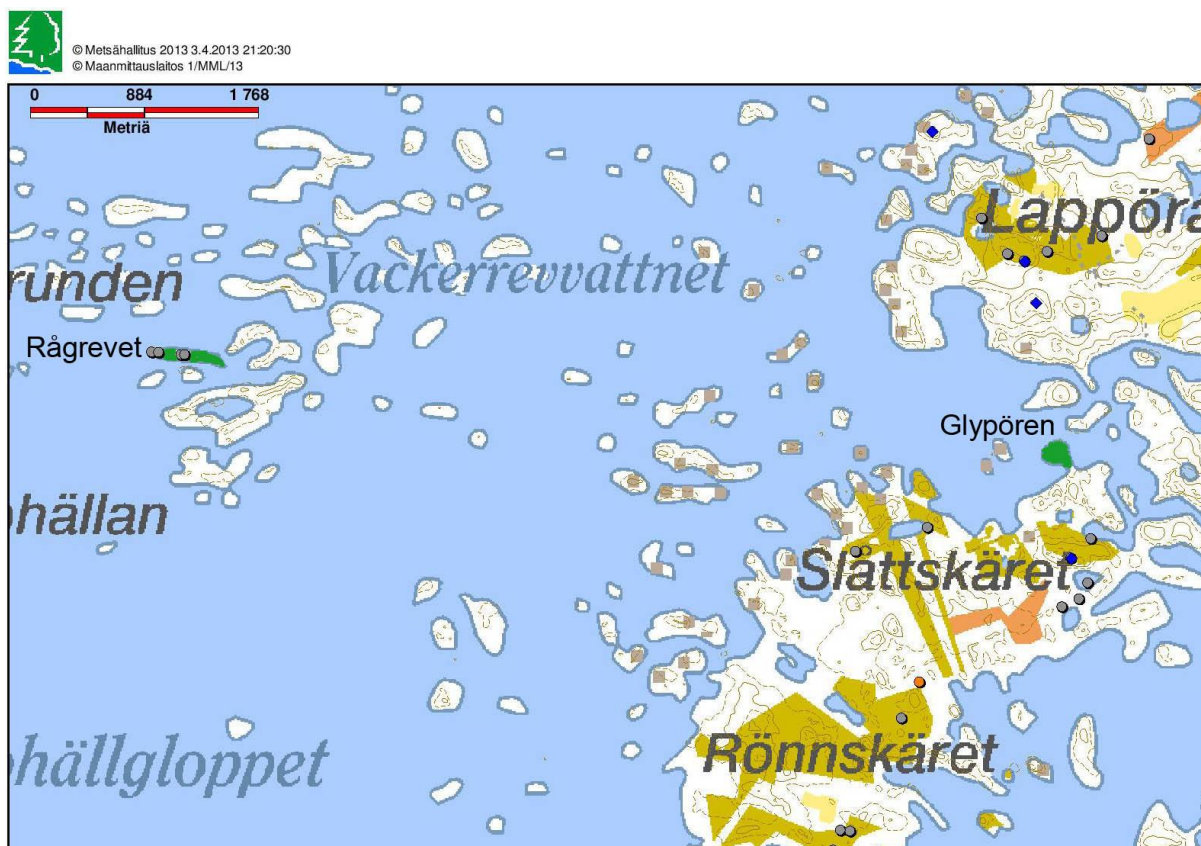 © Metsähallitus 2013 3.4.2013 21:20:30
© Maanmittauslaitos 1/MML/13
0 884 1 768
Metriä
Lappöra
Vackerrevvattnet
runden
Rågrevet
Glypören
hällan
Slåttskäret
Rönnskäret
hällgloppet